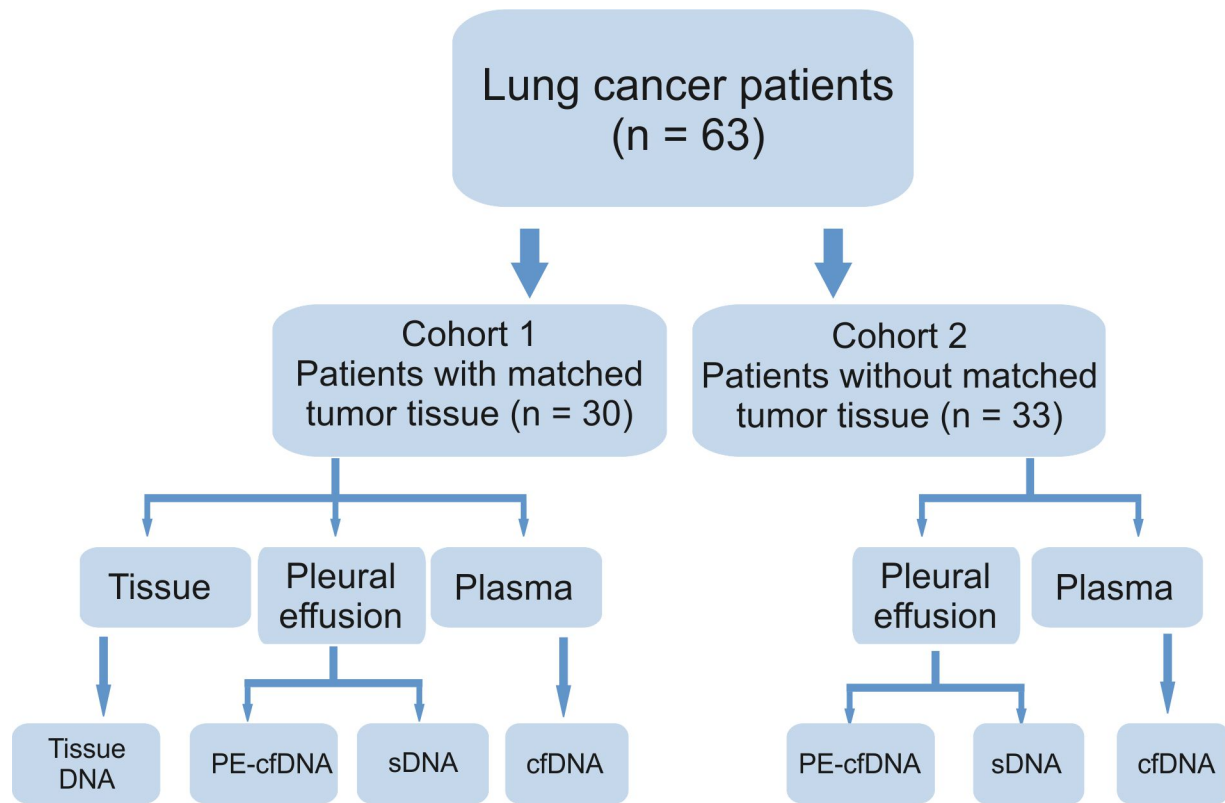 Lung cancer patients
(n = 63)
Cohort 1
Patients with matched
tumor tissue (n = 30)
Cohort 2
Patients without matched
tumor tissue (n = 33)
Tissue
Pleural
effusion
Plasma
Pleural
effusion
Plasma
Tissue
DNA
PE-cfDNA
sDNA
cfDNA
PE-cfDNA
sDNA
cfDNA